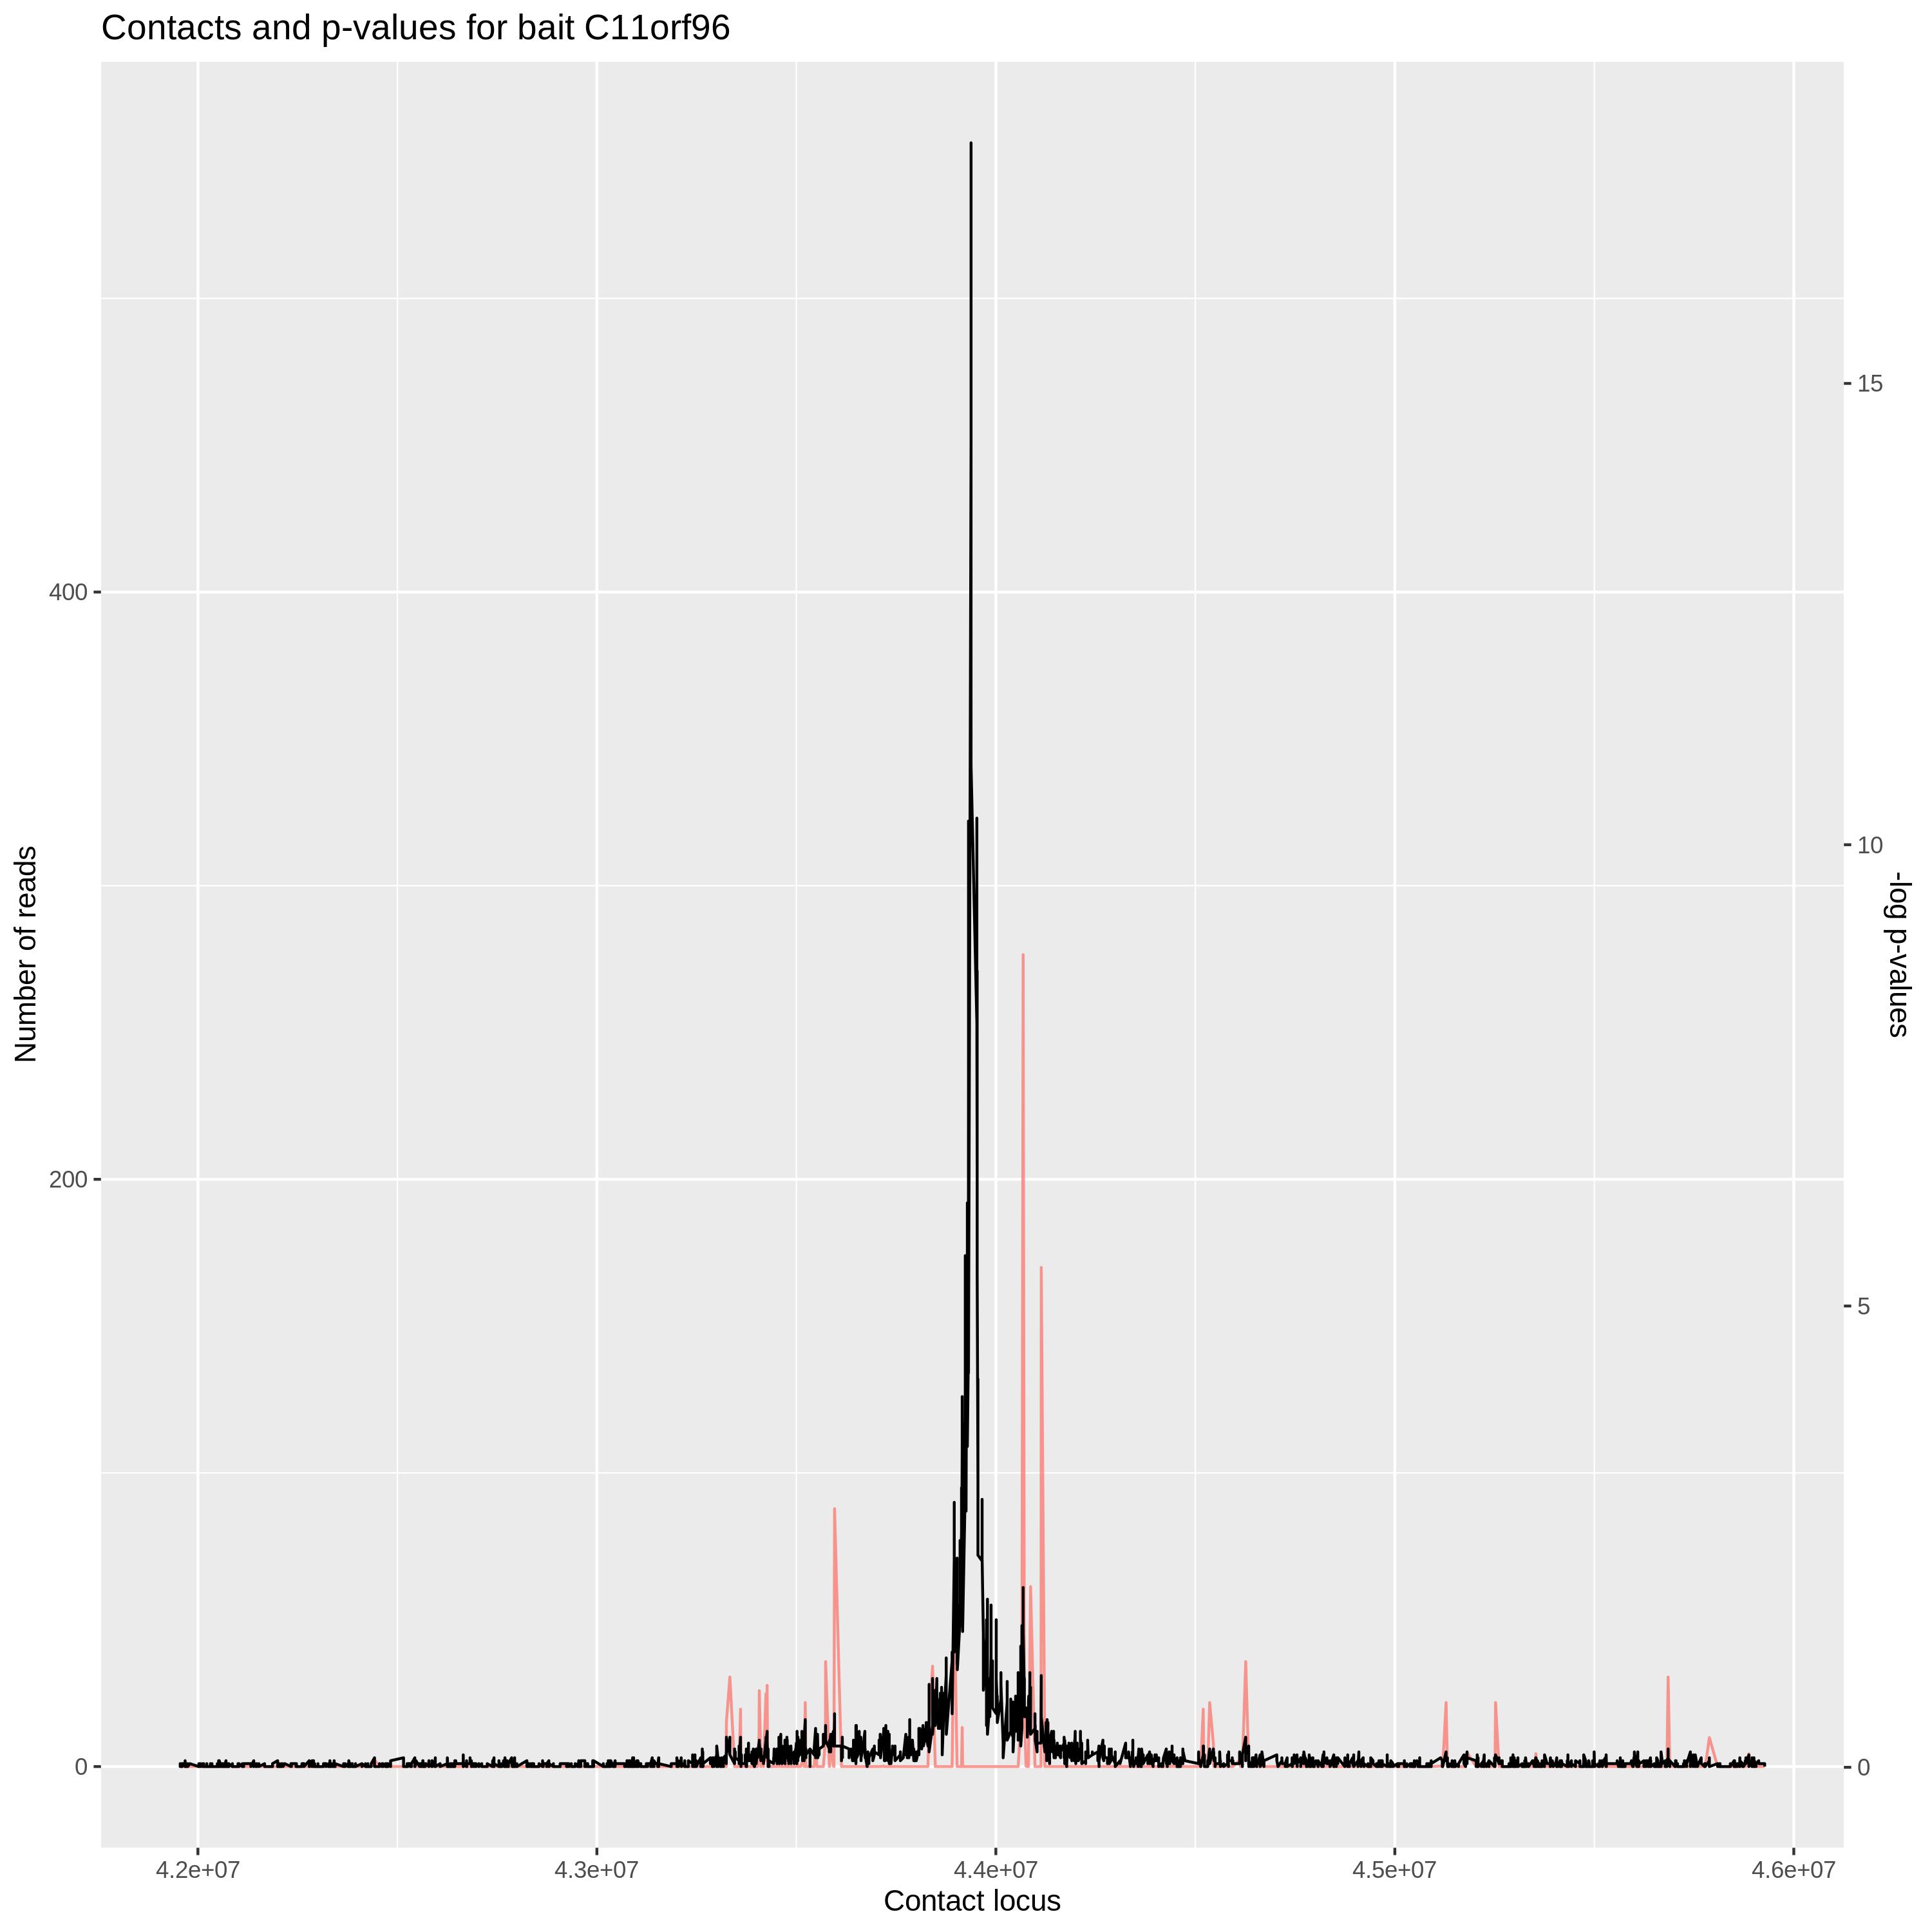 Contacts and p-values for bait C11orf96
Number of reads
400
200
0
15
10
5
0
-log p-values
4.2e+07
4.3e+07
4.4e+07
4.5e+07
4.6e+07
Contact locus